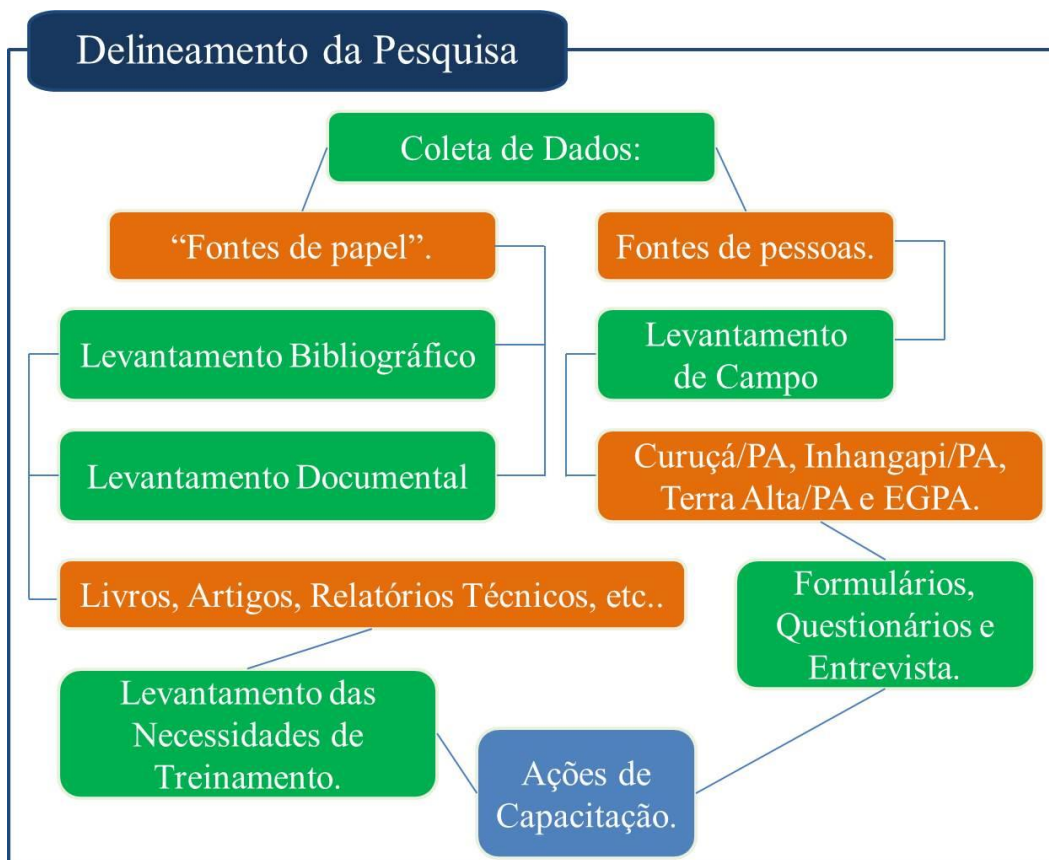 Delineamento da Pesquisa
Coleta de Dados:
“Fontes de papel”.
Fontes de pessoas.
Levantamento Bibliográfico
Levantamento
de Campo
Levantamento Documental
Curuçá/PA, Inhangapi/PA,
Terra Alta/PA e EGPA.
Livros, Artigos, Relatórios Técnicos, etc..
Formulários,
Questionários e
Entrevista.
Levantamento das
Necessidades de
Treinamento.
Ações de
Capacitação.